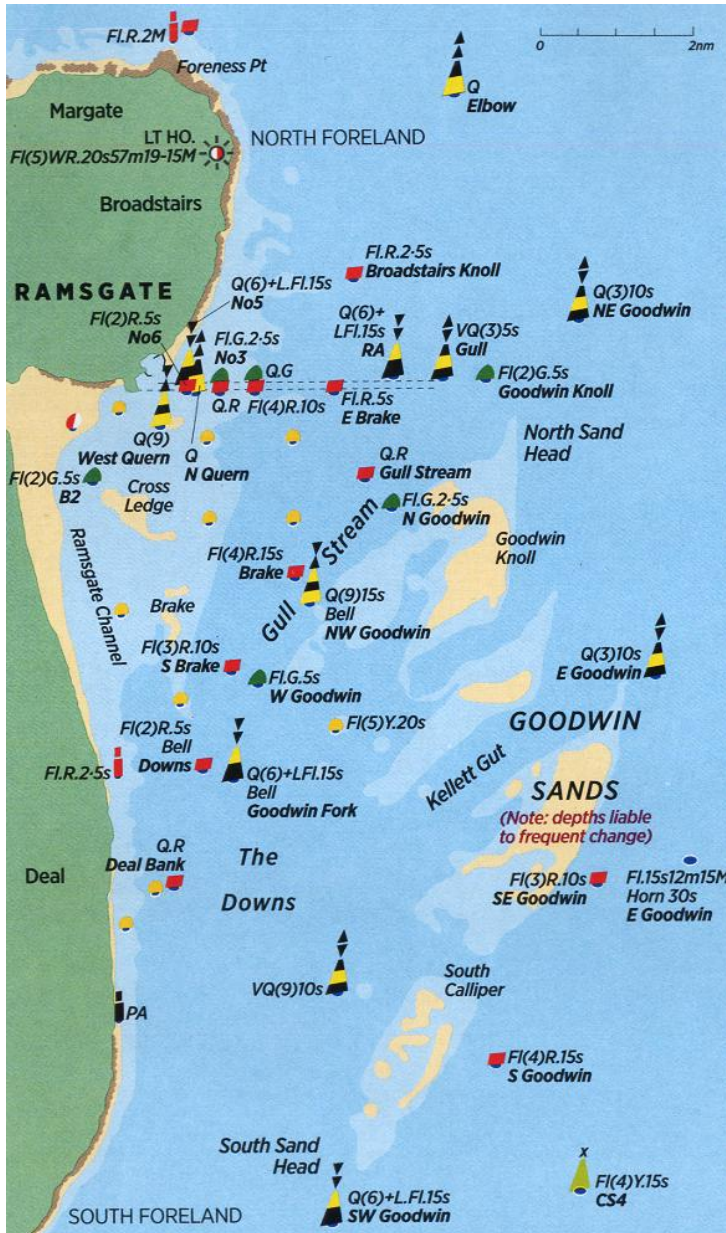 Fl.R.2M
0
2nm
Foreness Pt
Q
Elbow
Margate
LT HO.
NORTH FORELAND
Fl(5)WR.20s57m19-15M
Broadstairs
Fl.R.2·5s
Broadstairs Knoll
RAMSGATE
Q(6)+L.Fl.15s
No5
Q(6)+
LFl.15s
RA
Q(3)10s
NE Goodwin
Fl(2)R.5s
No6
Fl.G.2·5s
No3
VQ(3)5s
Gull
Q.G
Fl(2)G.5s
Goodwin Knoll
Q.R
Fl(4)R.10s
Fl.R.5s
E Brake
Q(9)
West Quern
Q
N Quern
North Sand
Head
Q.R
Gull Stream
Fl(2)G.5s
B2
Cross
Ledge
Fl.G.2·5s
N Goodwin
Goodwin
Knoll
Ramsgate Channel
Gull Stream
Fl(4)R.15s
Brake
Brake
Q(9)15s
Bell
NW Goodwin
Fl(3)R.10s
S Brake
Q(3)10s
E Goodwin
Fl.G.5s
W Goodwin
Fl(2)R.5s
Bell
Downs
Fl(5)Y.20s
GOODWIN
Fl.R.2·5s
Q(6)+LFl.15s
Bell
Goodwin Fork
Kellett Gut
SANDS
(Note: depths liable
to frequent change)
Q.R
Deal Bank
The
Downs
Deal
Fl(3)R.10s
SE Goodwin
Fl.15s12m15M
Horn 30s
E Goodwin
VQ(9)10s
South
Calliper
PA
Fl(4)R.15s
S Goodwin
South Sand
Head
x
Q(6)+L.Fl.15s
SW Goodwin
Fl(4)Y.15s
CS4
SOUTH FORELAND